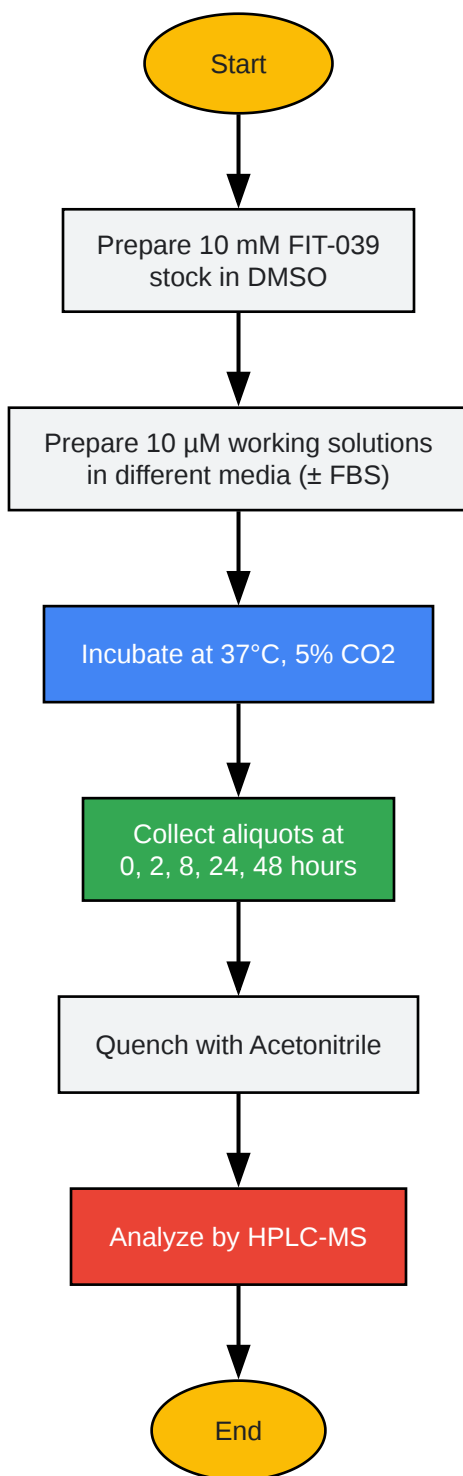 Start
Prepare 10 mM FIT-039
stock in DMSO
Prepare 10 µM working solutions
in different media (± FBS)
Incubate at 37°C, 5% CO2
Collect aliquots at
0, 2, 8, 24, 48 hours
Quench with Acetonitrile
Analyze by HPLC-MS
End